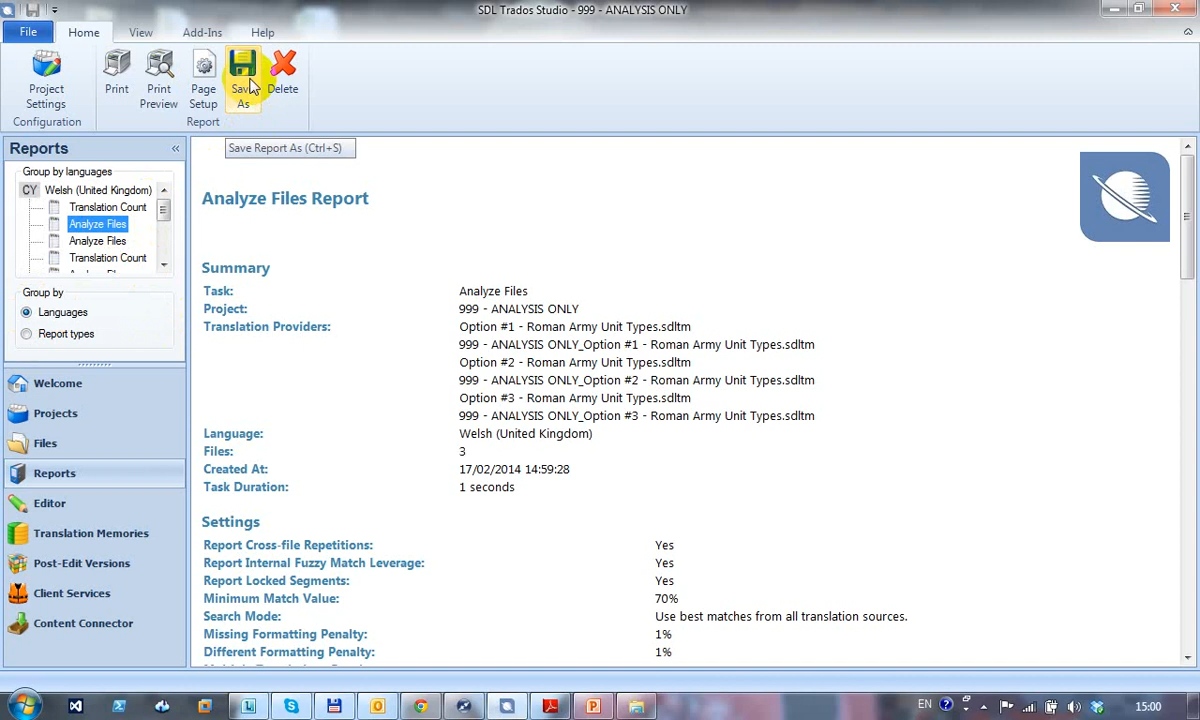 SDL Trados Studio - 999 - ANALYSIS ONLY
File Home View Add-Ins Help
Project Settings
Print
Print Preview
Page Setup
Save As
Delete
Configuration
Report
Save Report As (Ctrl+S)
Reports
Group by languages
CY Welsh (United Kingdom)
Translation Count
Analyze Files
Analyze Files
Translation Count
Group by
Languages
Report types
Welcome
Projects
Files
Reports
Editor
Translation Memories
Post-Edit Versions
Client Services
Content Connector
Analyze Files Report
Summary
Task: Analyze Files
Project: 999 - ANALYSIS ONLY
Translation Providers: Option #1 - Roman Army Unit Types.sdltm
999 - ANALYSIS ONLY_Option #1 - Roman Army Unit Types.sdltm
Option #2 - Roman Army Unit Types.sdltm
999 - ANALYSIS ONLY_Option #2 - Roman Army Unit Types.sdltm
Option #3 - Roman Army Unit Types.sdltm
999 - ANALYSIS ONLY_Option #3 - Roman Army Unit Types.sdltm
Language: Welsh (United Kingdom)
Files: 3
Created At: 17/02/2014 14:59:28
Task Duration: 1 seconds
Settings
Report Cross-file Repetitions: Yes
Report Internal Fuzzy Match Leverage: Yes
Report Locked Segments: Yes
Minimum Match Value: 70%
Search Mode: Use best matches from all translation sources.
Missing Formatting Penalty: 1%
Different Formatting Penalty: 1%
EN
15:00